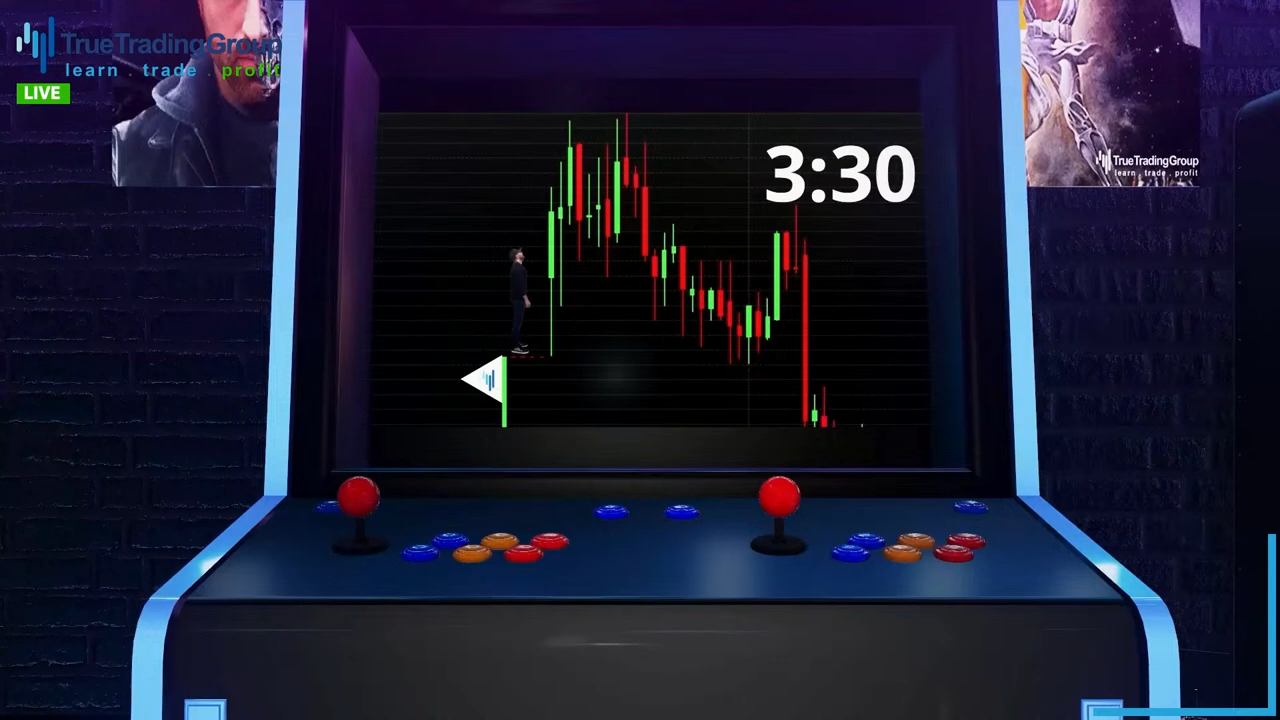 TrueTradingGroup
learn . trade . profit
LIVE
3:30
TrueTradingGroup
learn . trade . profit